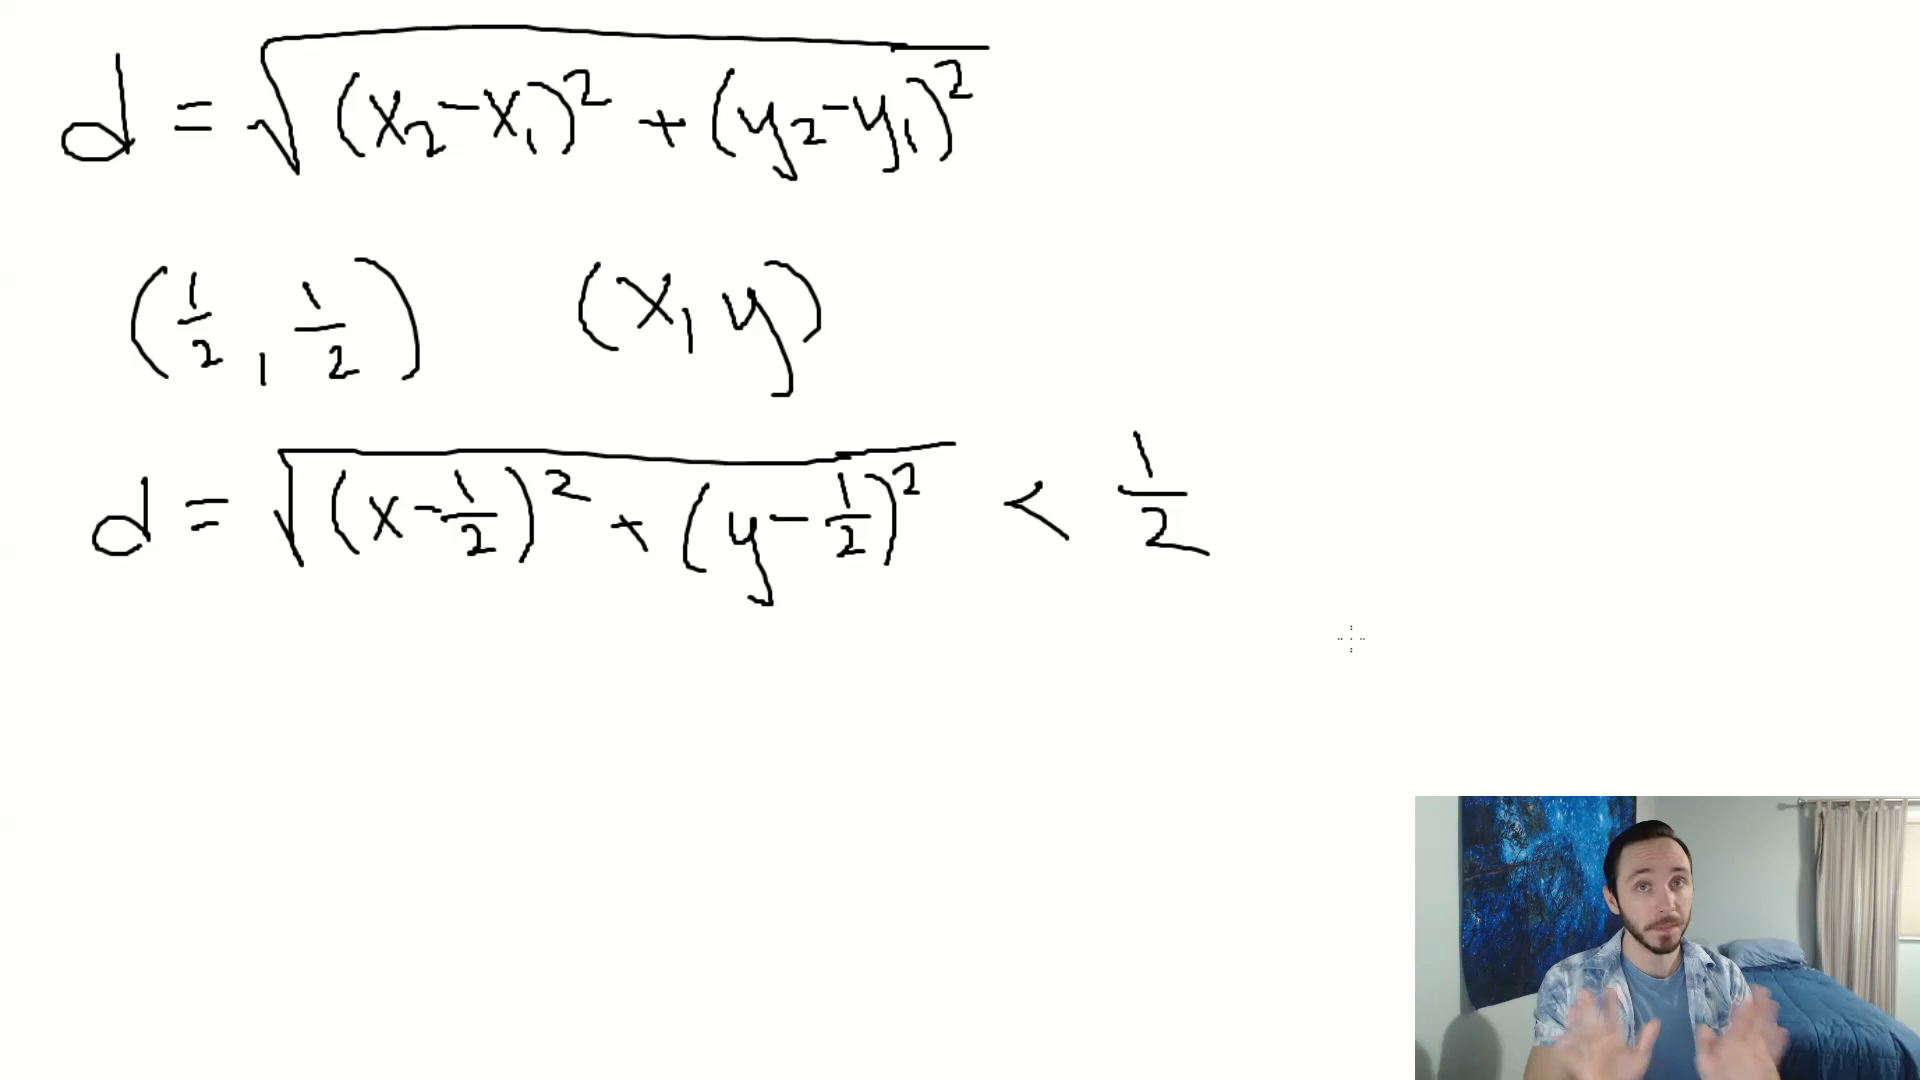 d = √((x₂-x₁)² + (y₂-y₁)²)
(1/2, 1/2) (x, y)
d = √((x-1/2)² + (y-1/2)²) < 1/2